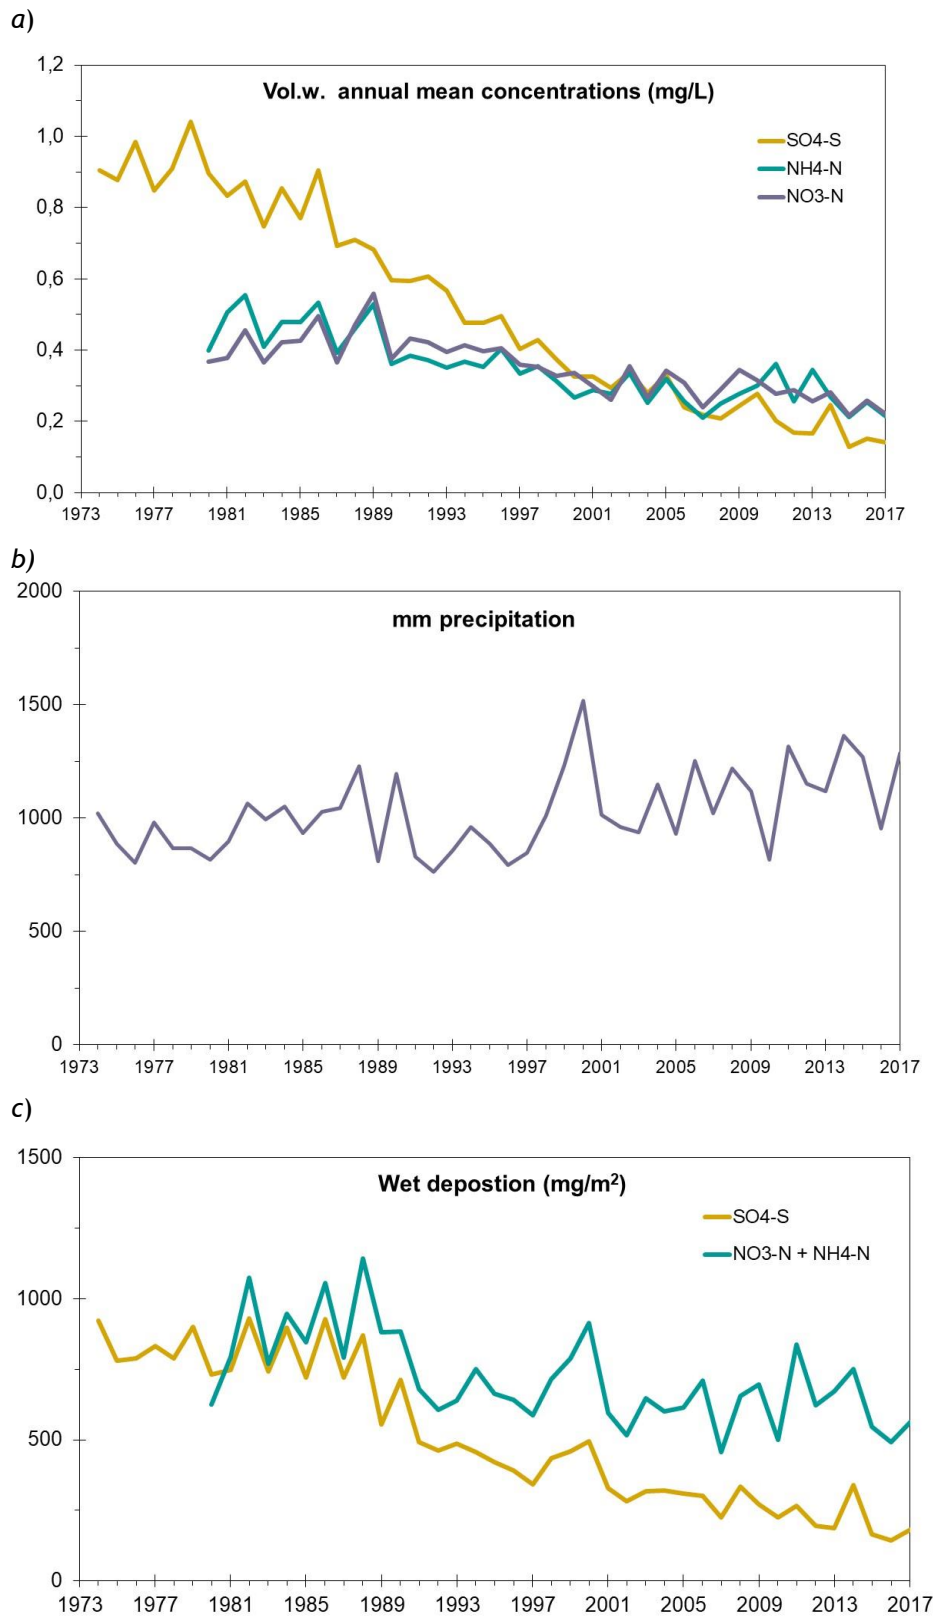 a)
Vol.w. annual mean concentrations (mg/L)
1,2
1,0
0,8
0,6
0,4
0,2
0,0
SO4-S
NH4-N
NO3-N
1973 1977 1981 1985 1989 1993 1997 2001 2005 2009 2013 2017
b)
mm precipitation
2000
1500
1000
500
0
1973 1977 1981 1985 1989 1993 1997 2001 2005 2009 2013 2017
c)
Wet depostion (mg/m²)
1500
1000
500
0
SO4-S
NO3-N + NH4-N
1973 1977 1981 1985 1989 1993 1997 2001 2005 2009 2013 2017